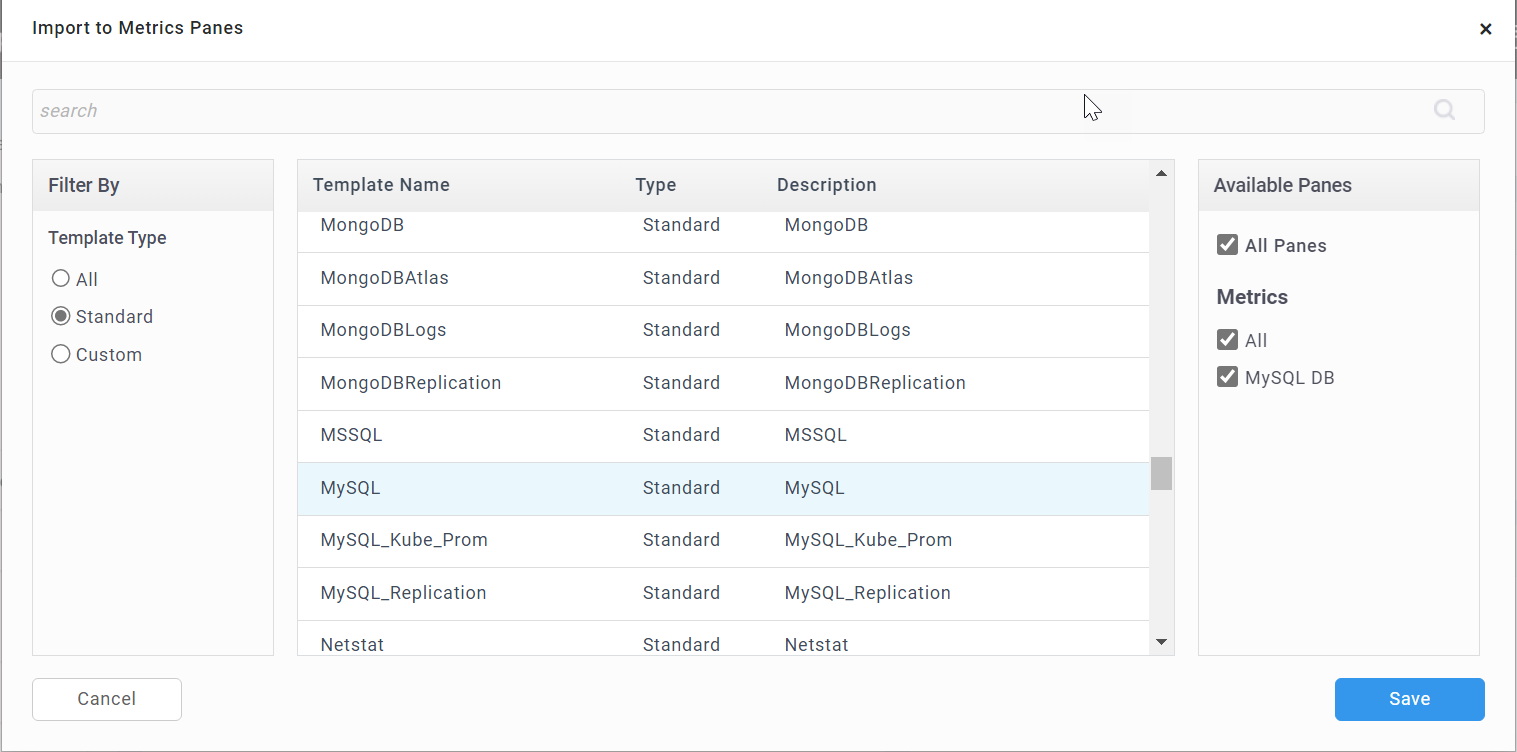 Import to Metrics Panes
×
search
Filter By
Template Type
All
Standard
Custom
Template Name Type Description
MongoDB Standard MongoDB
MongoDBAtlas Standard MongoDBAtlas
MongoDBLogs Standard MongoDBLogs
MongoDBReplication Standard MongoDBReplication
MSSQL Standard MSSQL
MySQL Standard MySQL
MySQL_Kube_Prom Standard MySQL_Kube_Prom
MySQL_Replication Standard MySQL_Replication
Netstat Standard Netstat
Available Panes
All Panes
Metrics
All
MySQL DB
Cancel
Save